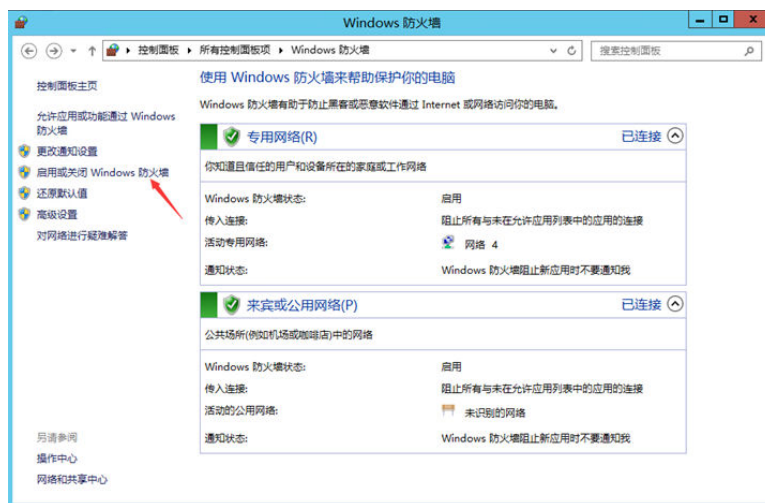 Windows 防火墙
控制面板 所有控制面板项 Windows 防火墙
搜索控制面板
控制面板主页
允许应用或功能通过 Windows
防火墙
更改通知设置
启用或关闭 Windows 防火墙
还原默认值
高级设置
对网络进行疑难解答
另请参阅
操作中心
网络和共享中心
使用 Windows 防火墙来帮助保护你的电脑
Windows 防火墙有助于防止黑客或恶意软件通过 Internet 或网络访问你的电脑。
专用网络(R) 已连接
你知道且信任的用户和设备所在的家庭或工作网络
Windows 防火墙状态: 启用
传入连接: 阻止所有与未在允许应用列表中的应用的连接
活动专用网络: 网络 4
通知状态: Windows 防火墙阻止新应用时不要通知我
来宾或公用网络(P) 已连接
公共场所(例如机场或咖啡店)中的网络
Windows 防火墙状态: 启用
传入连接: 阻止所有与未在允许应用列表中的应用的连接
活动的公用网络: 未识别的网络
通知状态: Windows 防火墙阻止新应用时不要通知我